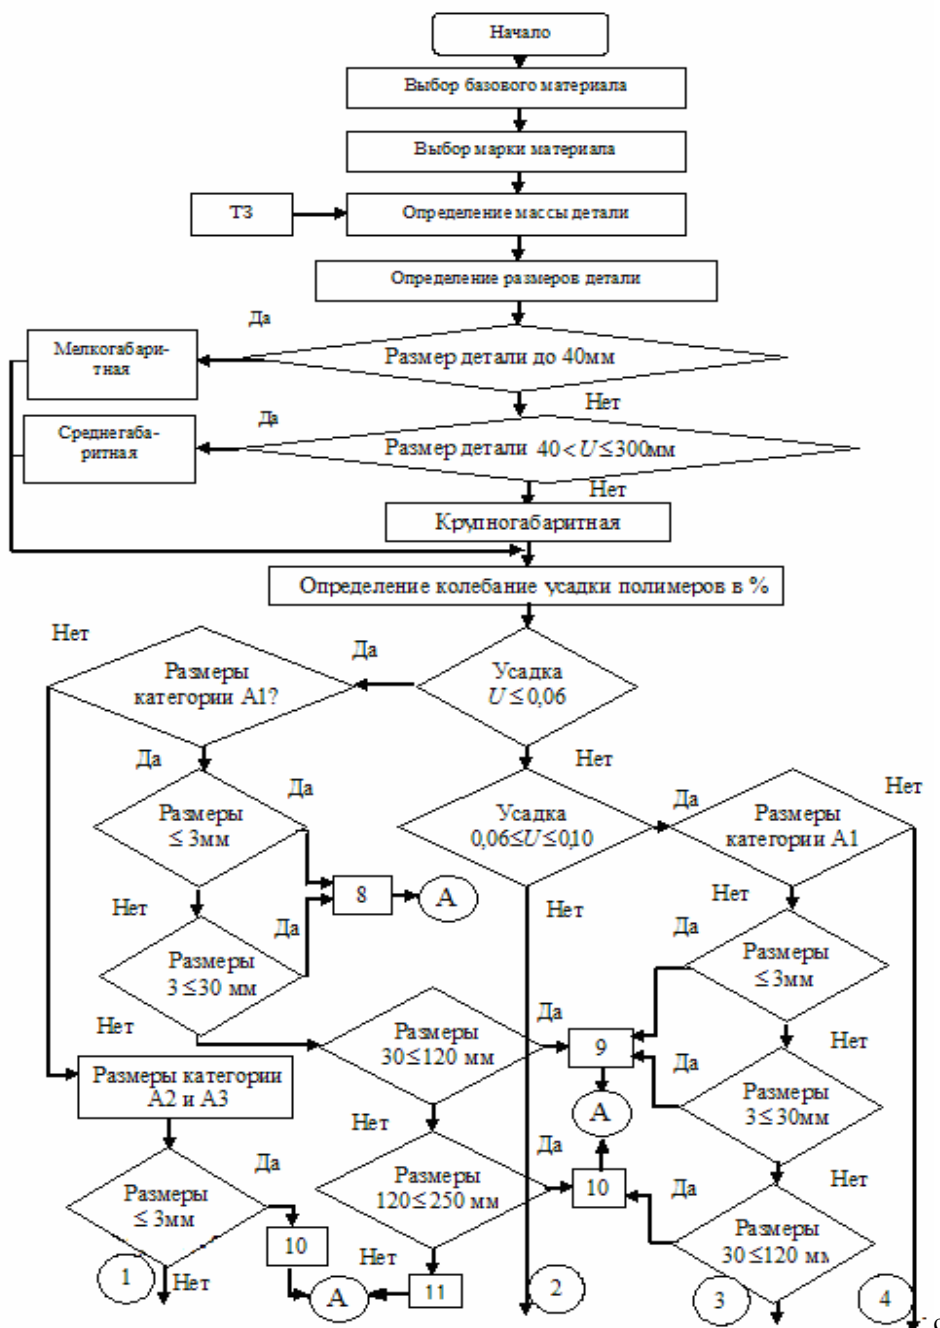 Начало
Выбор базового материала
Выбор марки материала
ТЗ
Определение массы детали
Определение размеров детали
Да
Мелкогабари-
тная
Размер детали до 40мм
Нет
Да
Среднегаба-
ритная
Размер детали 40 < U ≤ 300мм
Нет
Крупногабаритная
Определение колебание усадки полимеров в %
Нет
Размеры
категории А1?
Да
Усадка
U ≤ 0,06
Да
Нет
Размеры
≤ 3мм
Да
Усадка
0,06≤U≤0,10
Да
Размеры
категории А1
Нет
8
А
Нет
Нет
Нет
Размеры
3 ≤ 30 мм
Да
Да
Размеры
≤ 3мм
Нет
Размеры
30 ≤ 120 мм
Да
9
Нет
Размеры категории
А2 и А3
А
Да
Размеры
3 ≤ 30мм
Нет
Размеры
≤ 3мм
Да
Размеры
120 ≤ 250 мм
Да
10
Да
Нет
Размеры
30 ≤ 120 м
10
Нет
1
Нет
А
11
2
3
4